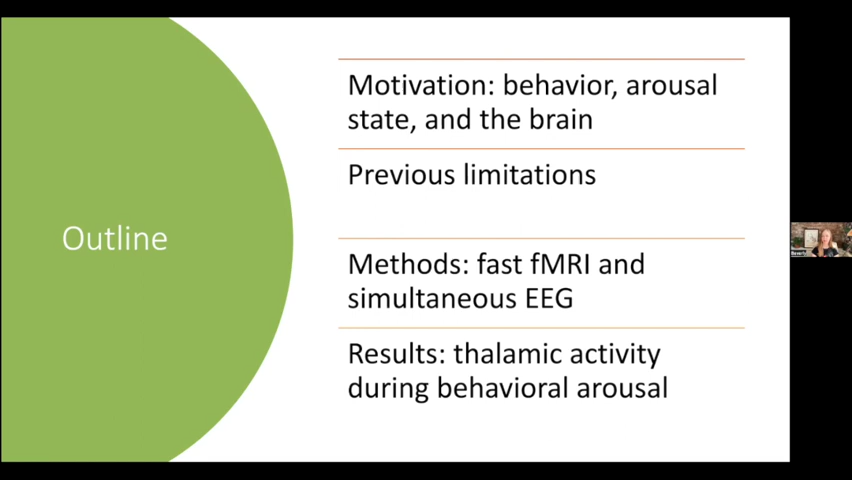 Outline
Motivation: behavior, arousal
state, and the brain
Previous limitations
Methods: fast fMRI and
simultaneous EEG
Results: thalamic activity
during behavioral arousal
Beverly